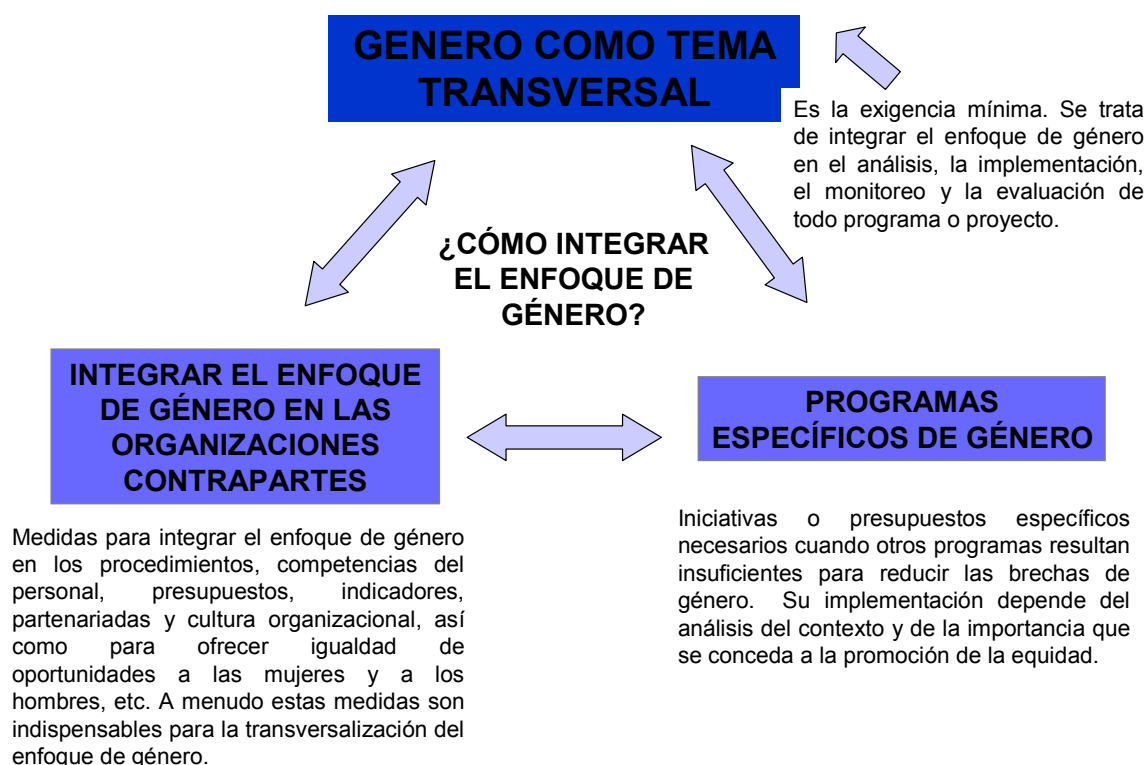 GENERO COMO TEMA
TRANSVERSAL
Es la exigencia mínima. Se trata
de integrar el enfoque de género
en el análisis, la implementación,
el monitoreo y la evaluación de
todo programa o proyecto.
¿CÓMO INTEGRAR
EL ENFOQUE DE
GÉNERO?
INTEGRAR EL ENFOQUE
DE GÉNERO EN LAS
ORGANIZACIONES
CONTRAPARTES
Medidas para integrar el enfoque de género
en los procedimientos, competencias del
personal, presupuestos, indicadores,
partenariadas y cultura organizacional, así
como para ofrecer igualdad de
oportunidades a las mujeres y a los
hombres, etc. A menudo estas medidas son
indispensables para la transversalización del
enfoque de género.
PROGRAMAS
ESPECÍFICOS DE GÉNERO
Iniciativas o presupuestos específicos
necesarios cuando otros programas resultan
insuficientes para reducir las brechas de
género. Su implementación depende del
análisis del contexto y de la importancia que
se conceda a la promoción de la equidad.